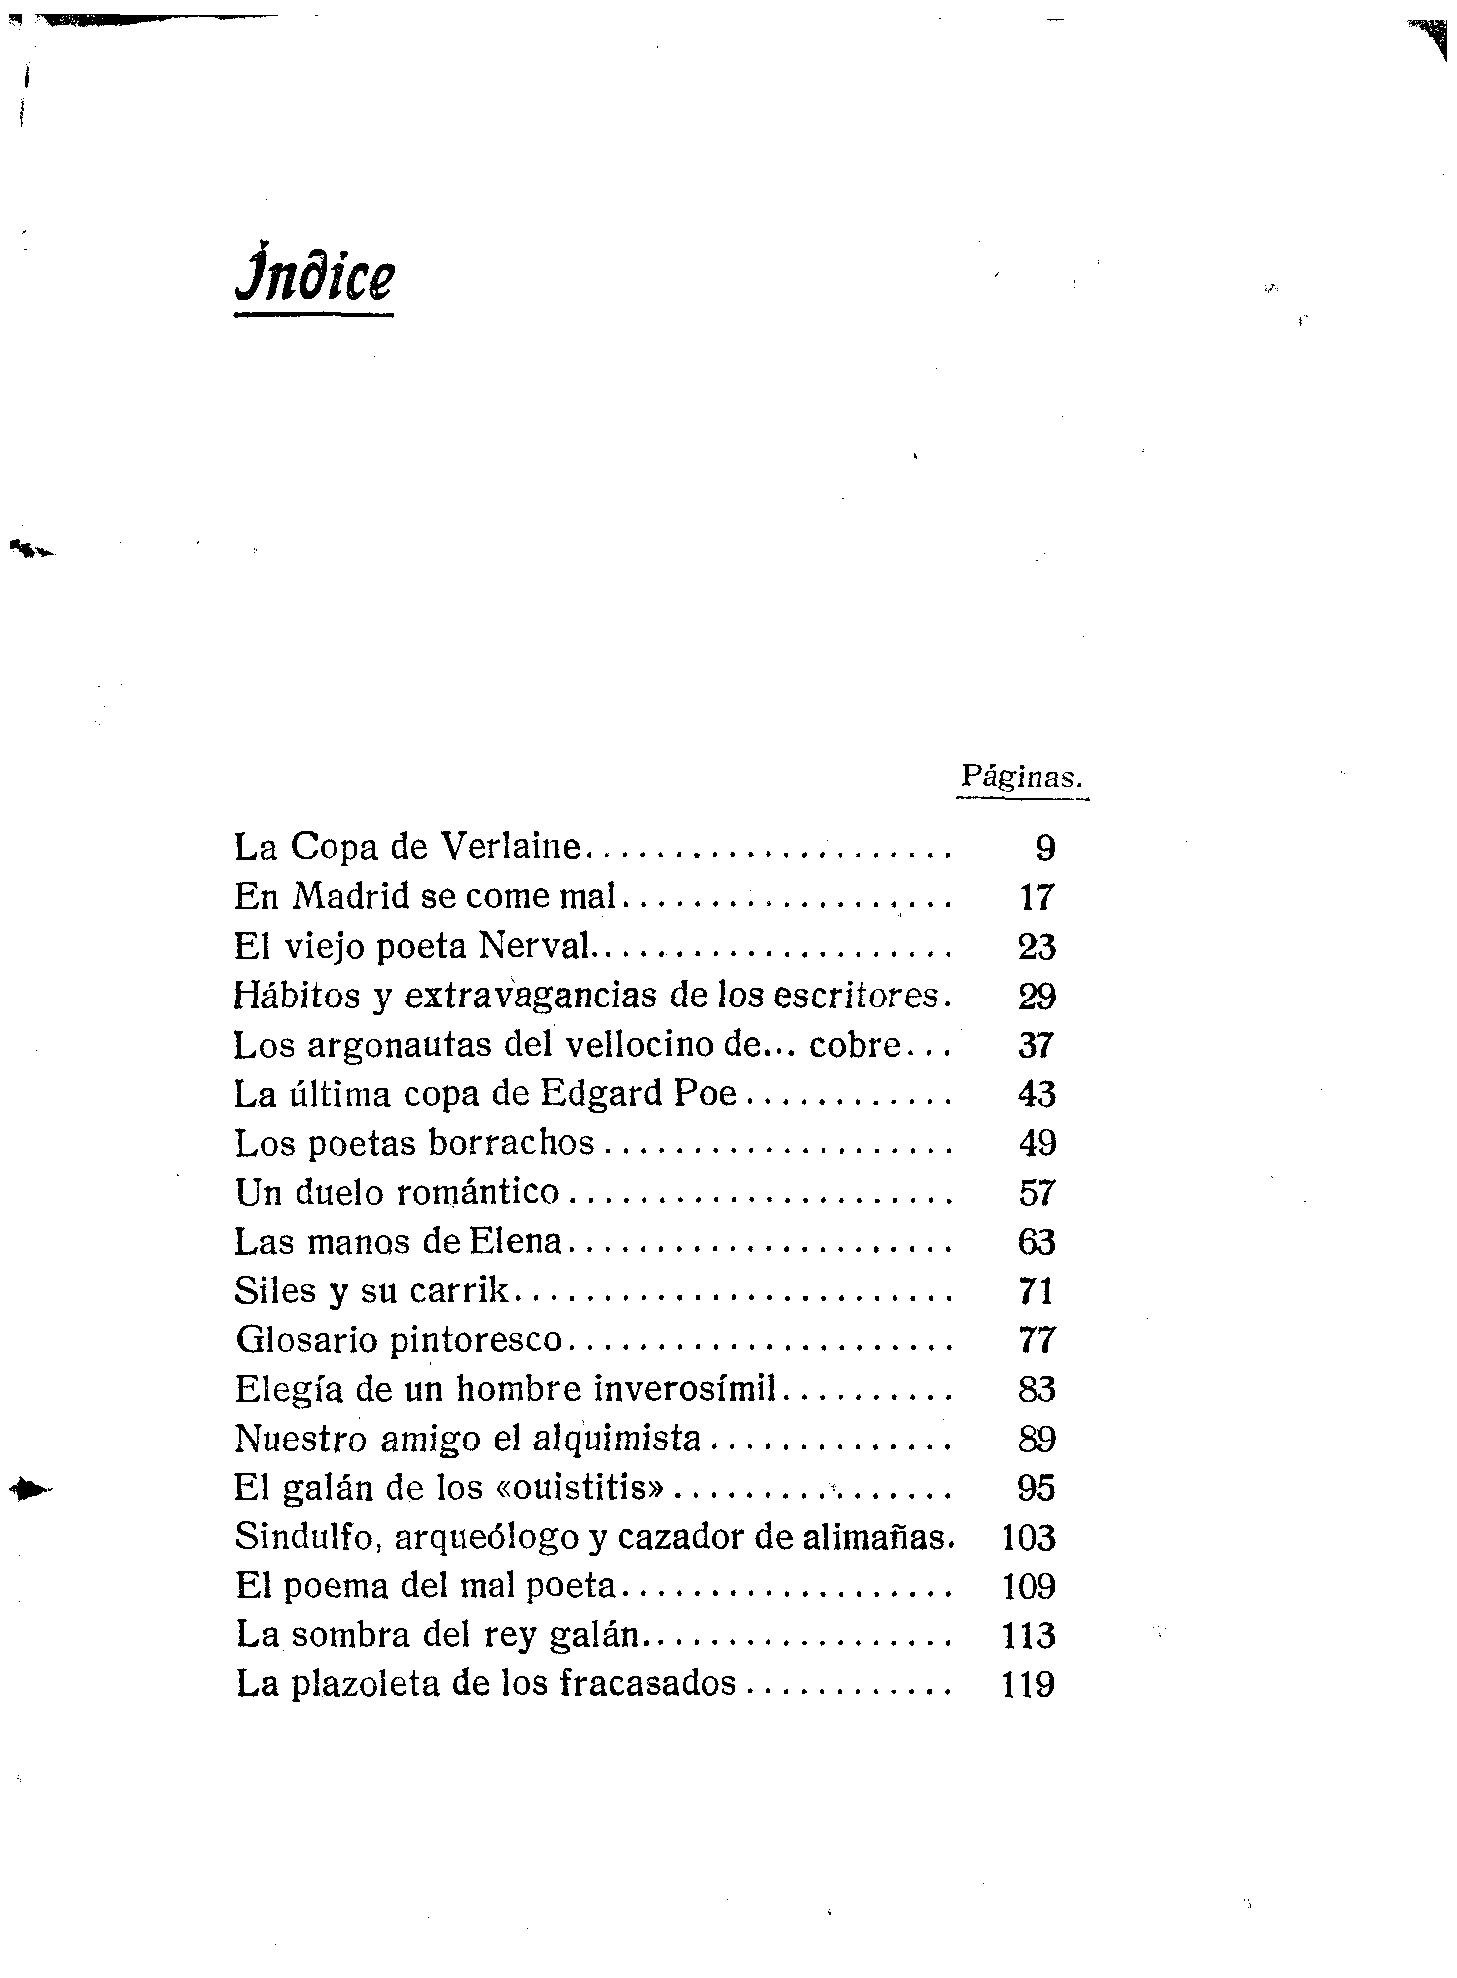 Índice
Páginas.
La Copa de Verlaine..................... 9
En Madrid se come mal................... 17
El viejo poeta Nerval.................... 23
Hábitos y extravagancias de los escritores. 29
Los argonautas del vellocino de... cobre... 37
La última copa de Edgard Poe............ 43
Los poetas borrachos.................... 49
Un duelo romántico...................... 57
Las manos de Elena...................... 63
Siles y su carrik......................... 71
Glosario pintoresco...................... 77
Elegía de un hombre inverosímil.......... 83
Nuestro amigo el alquimista.............. 89
El galán de los «ouistitis»................ 95
Sindulfo, arqueólogo y cazador de alimañas. 103
El poema del mal poeta................... 109
La sombra del rey galán.................. 113
La plazoleta de los fracasados............ 119